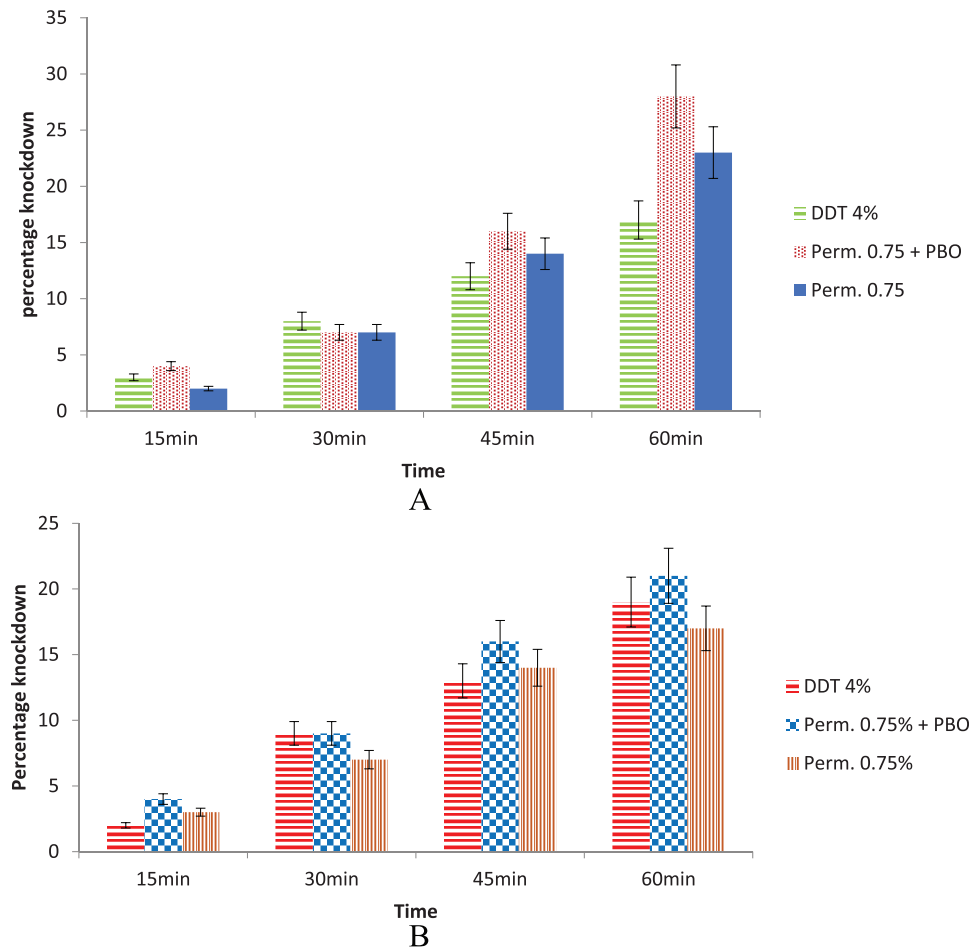 35
30
25
20
15
10
5
0
percentage knockdown
15min 30min 45min 60min
Time
DDT 4%
Perm. 0.75 + PBO
Perm. 0.75
A
25
20
15
10
5
0
Percentage knockdown
15min 30min 45min 60min
Time
DDT 4%
Perm. 0.75% + PBO
Perm. 0.75%
B